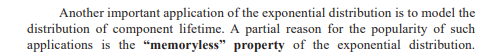 Another important application of the exponential distribution is to model the
distribution of component lifetime. A partial reason for the popularity of such
applications is the “memoryless” property of the exponential distribution.